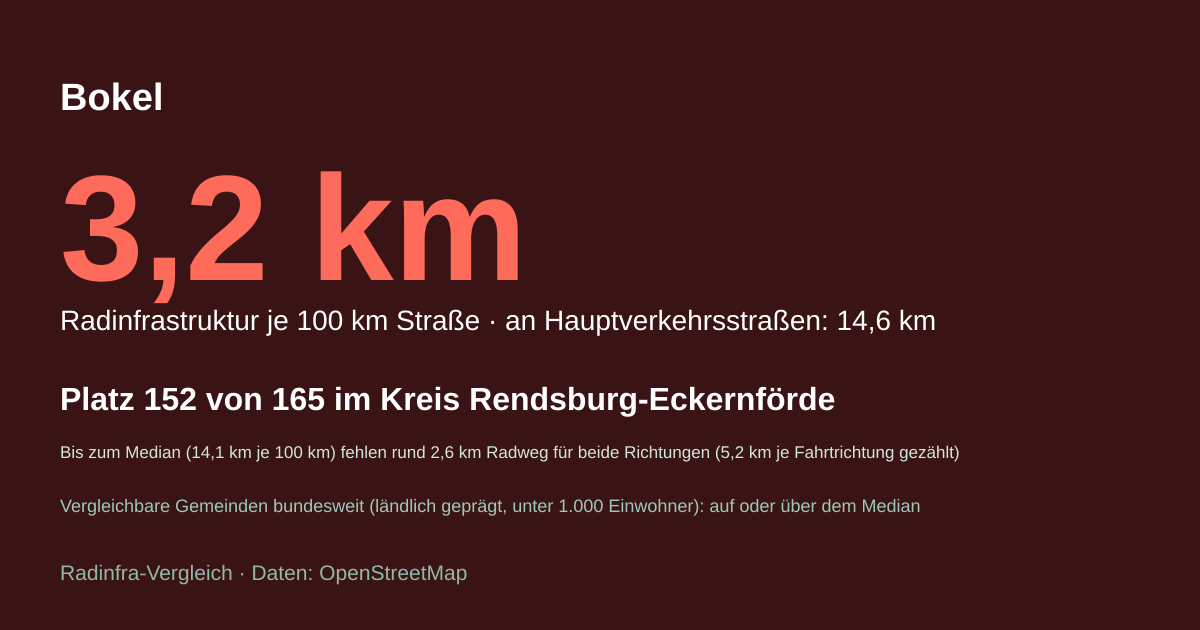 Bokel
3,2 km
Radinfrastruktur je 100 km Straße · an Hauptverkehrsstraßen: 14,6 km
Platz 152 von 165 im Kreis Rendsburg-Eckernförde
Bis zum Median (14,1 km je 100 km) fehlen rund 2,6 km Radweg für beide Richtungen (5,2 km je Fahrtrichtung gezählt)
Vergleichbare Gemeinden bundesweit (ländlich geprägt, unter 1.000 Einwohner): auf oder über dem Median
Radinfra-Vergleich · Daten: OpenStreetMap